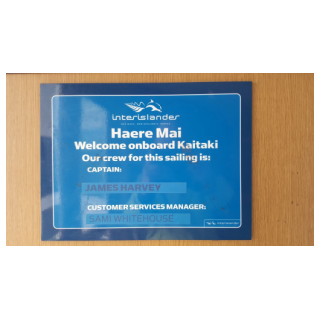 interislander
Haere Mai
Welcome onboard Kaitaki
Our crew for this sailing is:
CAPTAIN:
JAMES HARVEY
CUSTOMER SERVICES MANAGER:
SAMI WHITEHOUSE